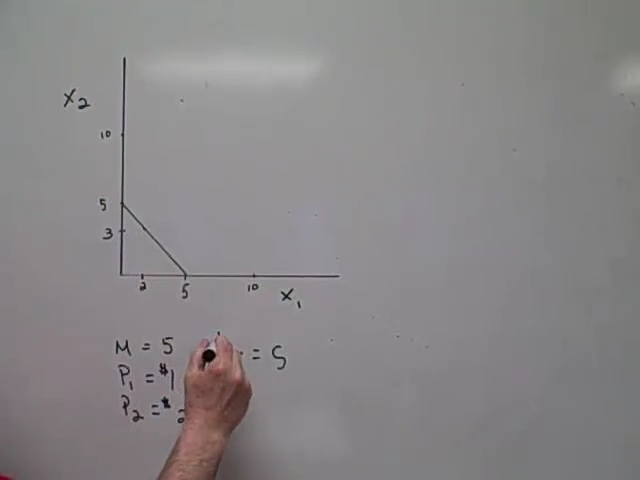 X₂
10
5
3
2 5 10
X₁
M = 5
= 5
P₁ = $1
P₂ = $